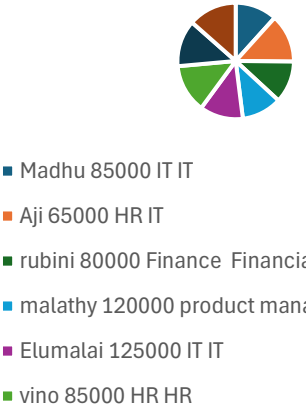 Madhu 85000 IT IT
Aji 65000 HR IT
rubini 80000 Finance Financia
malathy 120000 product mana
Elumalai 125000 IT IT
vino 85000 HR HR